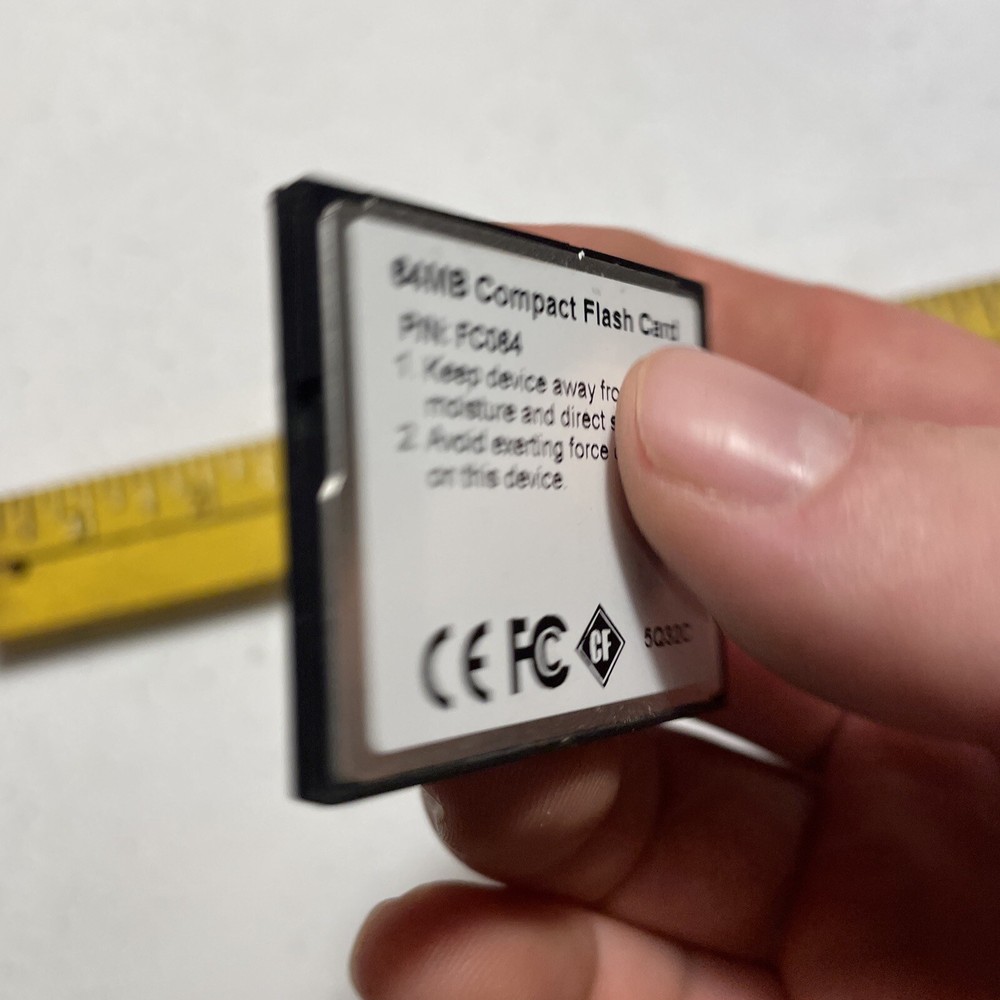 64MB Compact Flash Card
P/N: FC064
1. Keep device away fro
moisture and direct s
2. Avoid exerting force
on this device.
CE FC CF 5Q32C